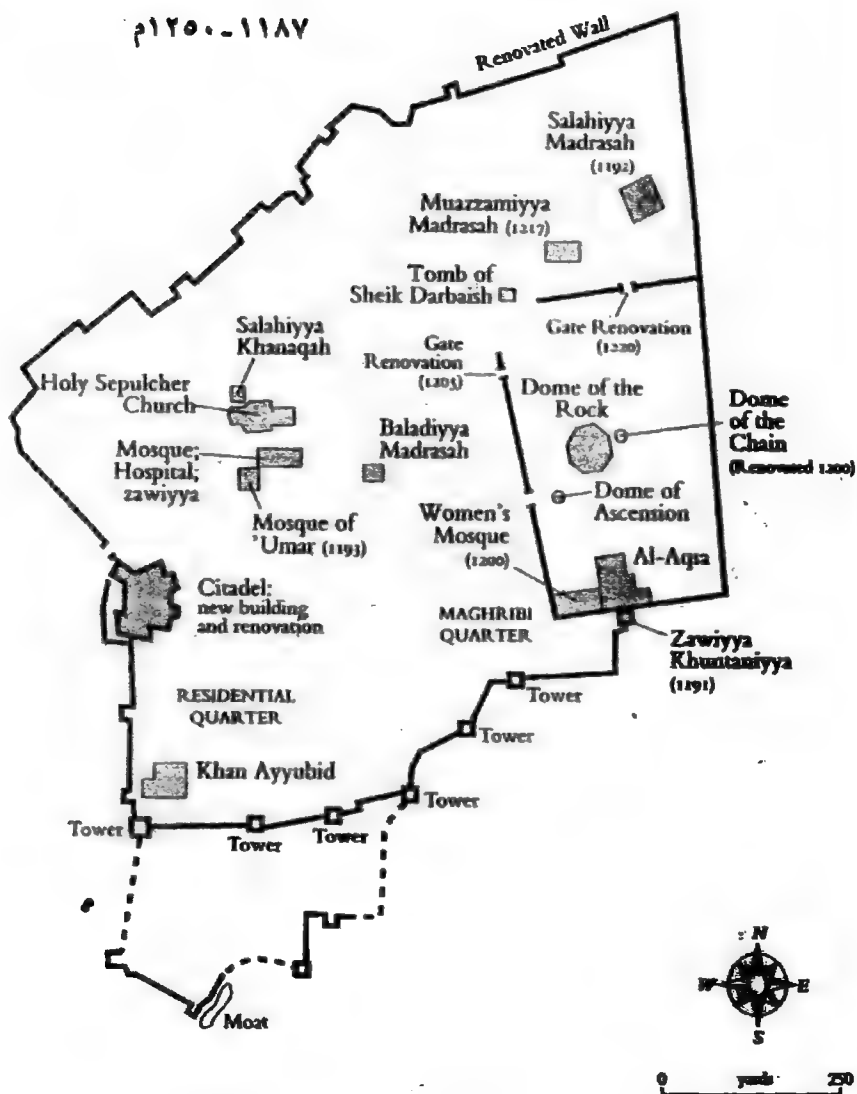 ١١٨٧-١٢٥٠م
Renovated Wall
Salahiyya
Madrasah
(1192)
Muazzamiyya
Madrasah (1217)
Tomb of
Sheik Darbaish
Gate Renovation
(1220)
Salahiyya
Khanaqah
Gate
Renovation
(1203)
Holy Sepulcher
Church
Dome of the
Rock
Dome
of the
Chain
(Renovated 1200)
Mosque;
Hospital;
zawiyya
Baladiyya
Madrasah
Mosque of
'Umar (1193)
Women's
Mosque
(1200)
Dome of
Ascension
Al-Aqsa
Citadel:
new building
and renovation
MAGHRIBI
QUARTER
Zawiyya
Khuntaniyya
(1191)
RESIDENTIAL
QUARTER
Tower
Tower
Khan Ayyubid
Tower
Tower
Tower
Tower
Moat
N
W
E
S
0 yards 250